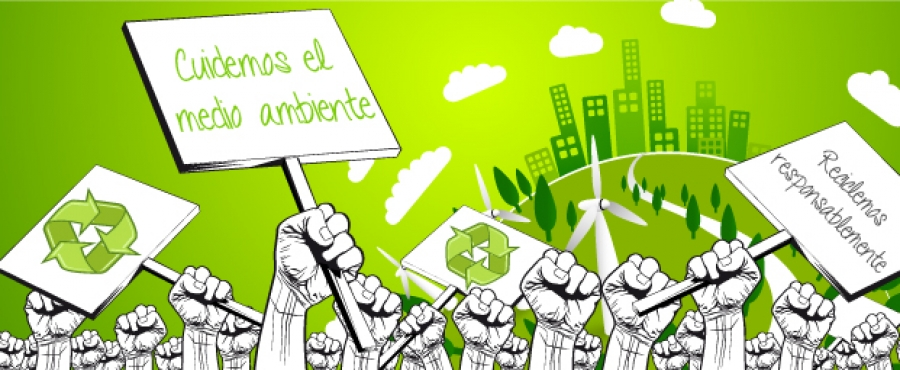 Cuidemos el
medio ambiente
Reciclemos
responsablemente